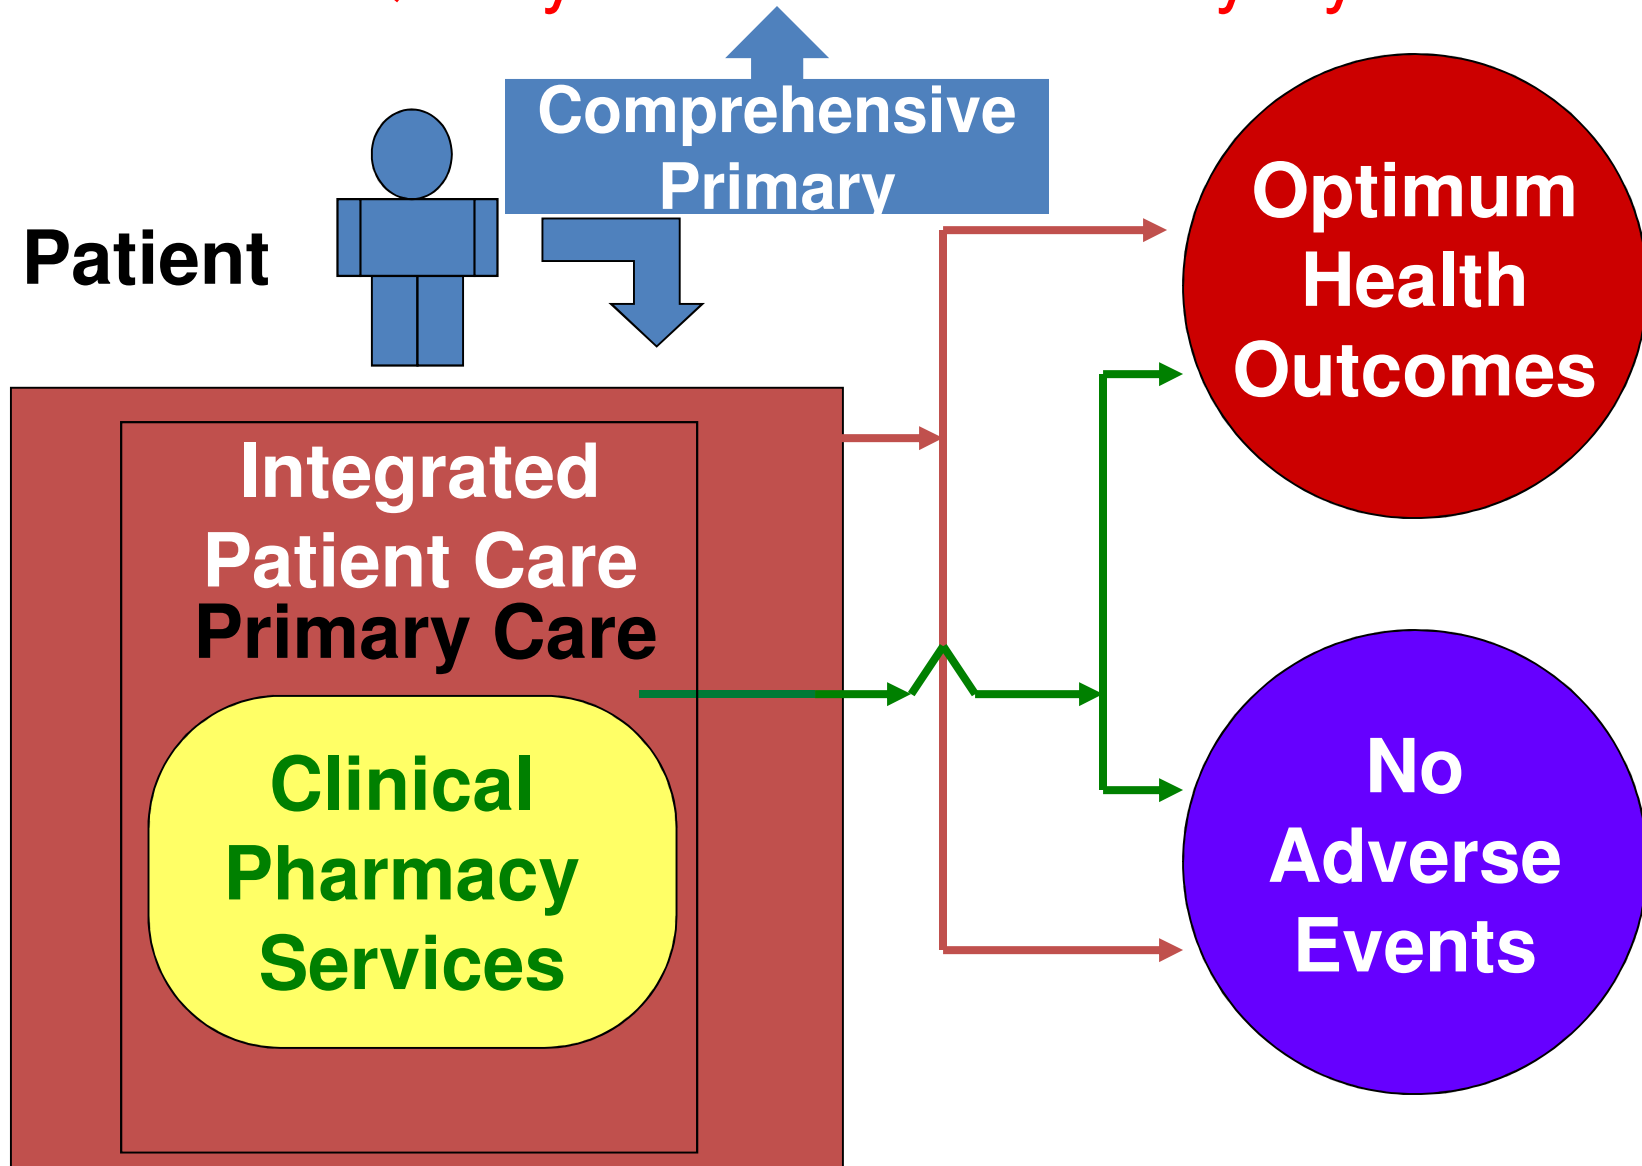 Comprehensive
Primary
Patient
Optimum
Health
Outcomes
Integrated
Patient Care
Primary Care
Clinical
Pharmacy
Services
No
Adverse
Events